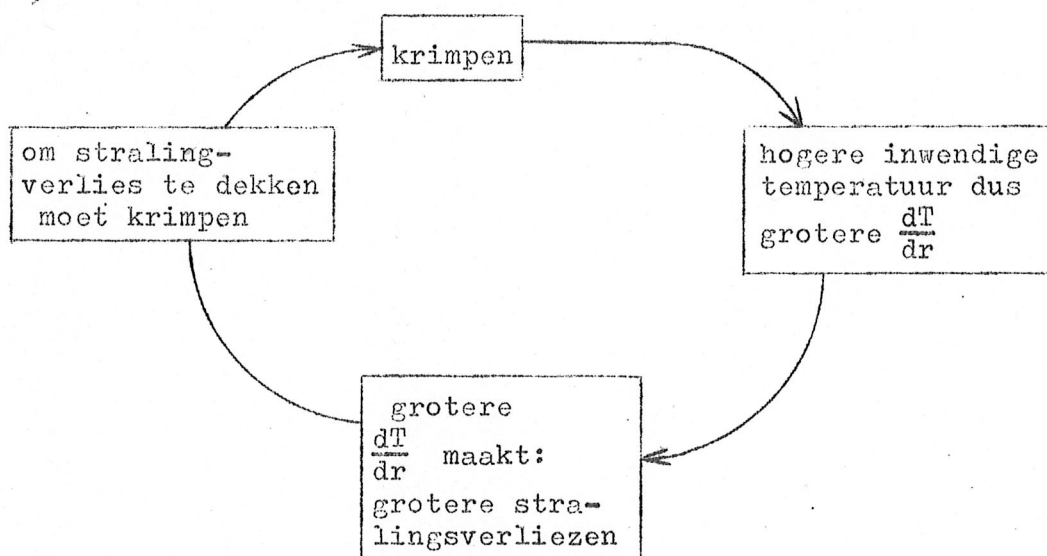 krimpen
hogere inwendige
temperatuur dus
grotere dT/dr
grotere
dT/dr maakt:
grotere stra-
lingsverliezen
om straling-
verlies te dekken
moet krimpen